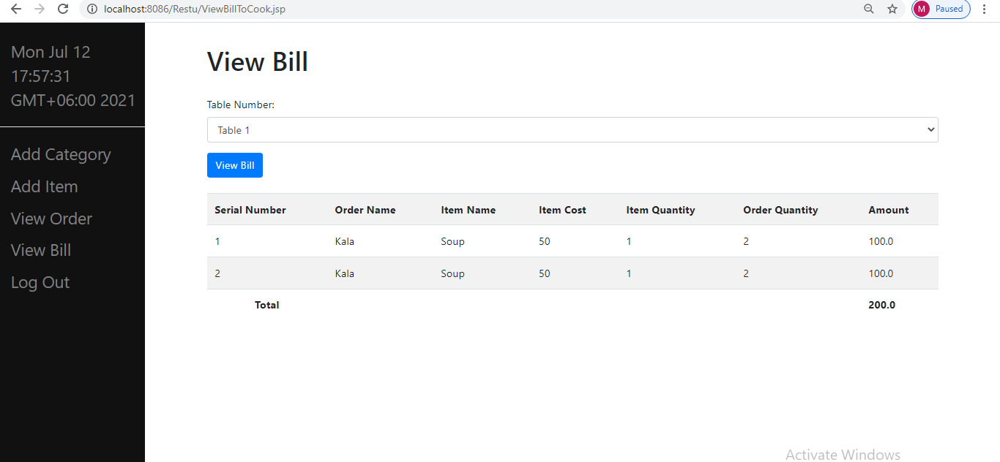 localhost:8086/Restu/ViewBillToCook.jsp
M Paused
Mon Jul 12
17:57:31
GMT+06:00 2021
Add Category
Add Item
View Order
View Bill
Log Out
View Bill
Table Number:
Table 1
View Bill
Serial Number Order Name Item Name Item Cost Item Quantity Order Quantity Amount
1 Kala Soup 50 1 2 100.0
2 Kala Soup 50 1 2 100.0
Total 200.0
Activate Windows